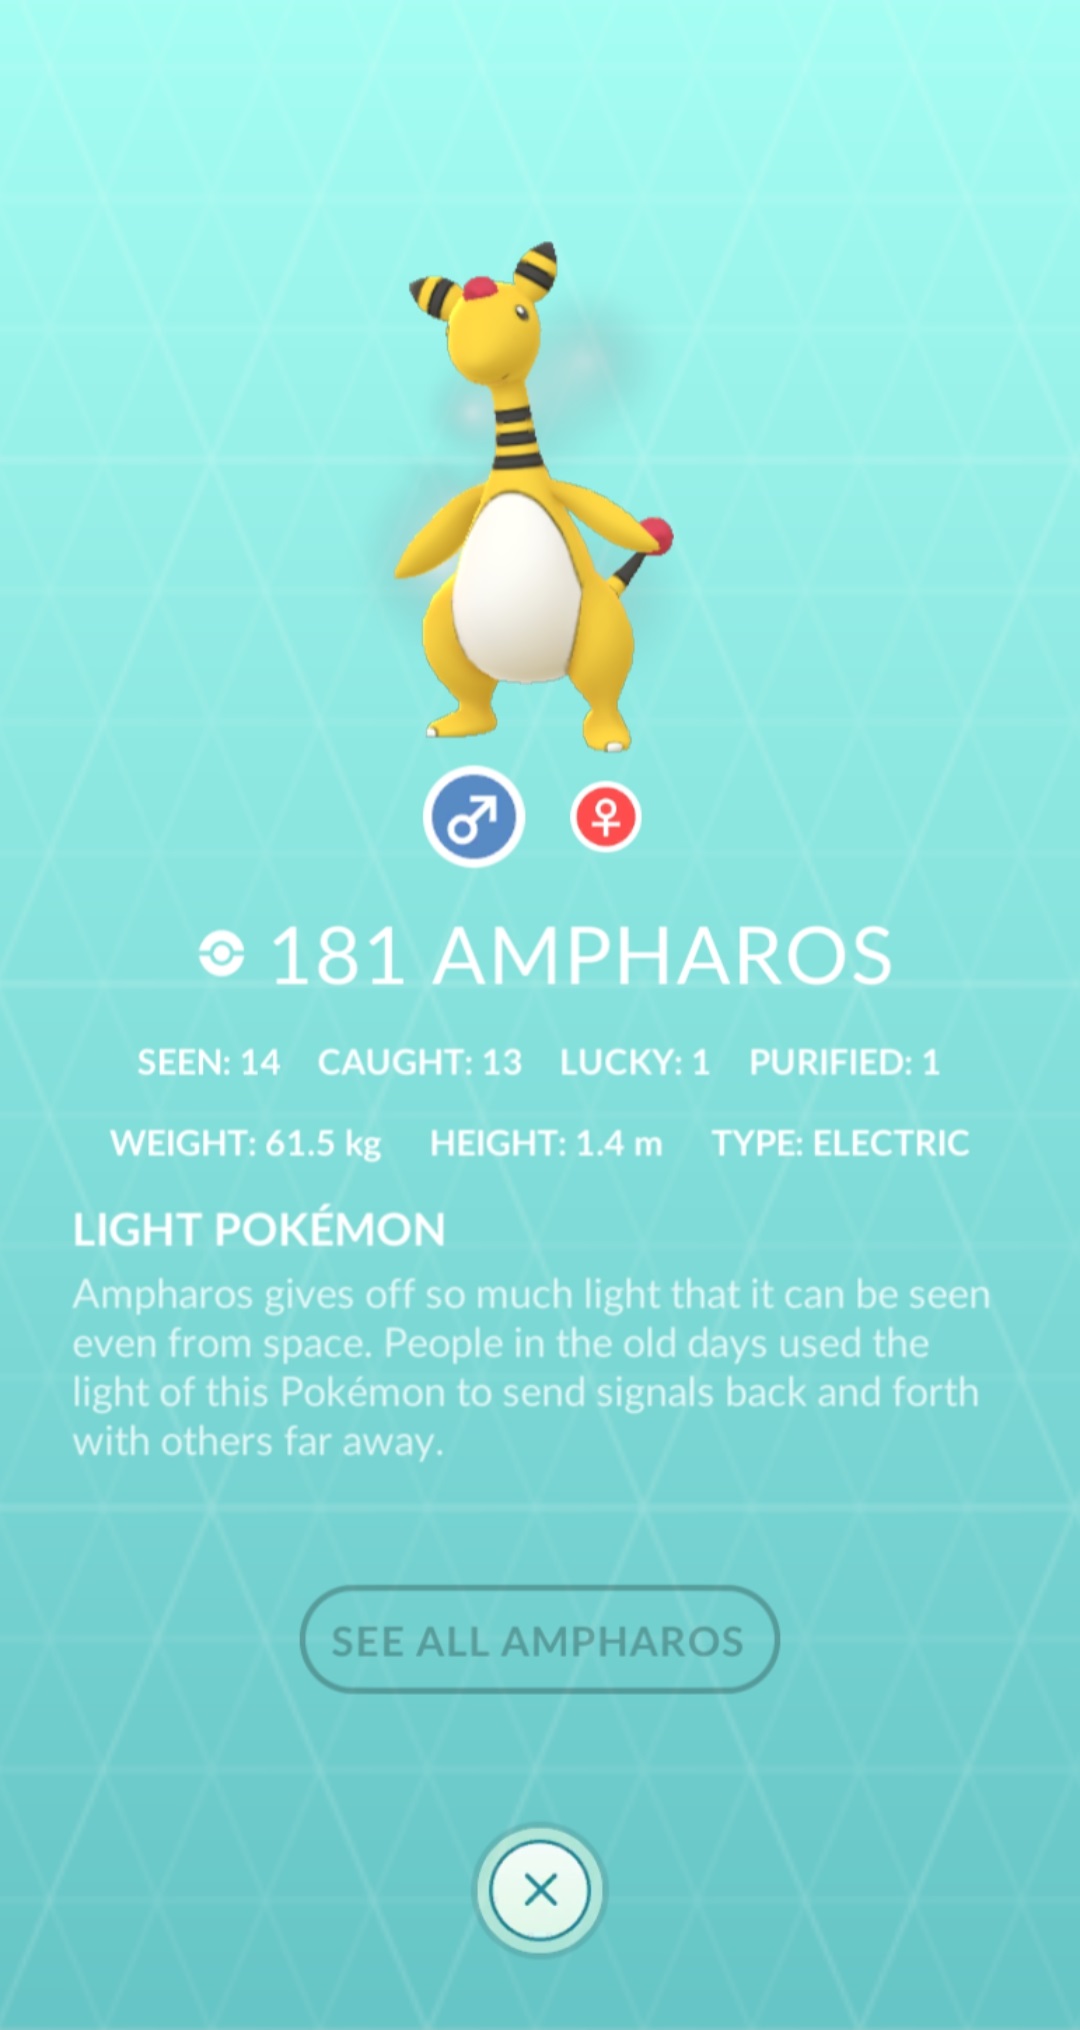 181 AMPHAROS
SEEN: 14 CAUGHT: 13 LUCKY: 1 PURIFIED: 1
WEIGHT: 61.5 kg HEIGHT: 1.4 m TYPE: ELECTRIC
LIGHT POKÉMON
Ampharos gives off so much light that it can be seen
even from space. People in the old days used the
light of this Pokémon to send signals back and forth
with others far away.
SEE ALL AMPHAROS